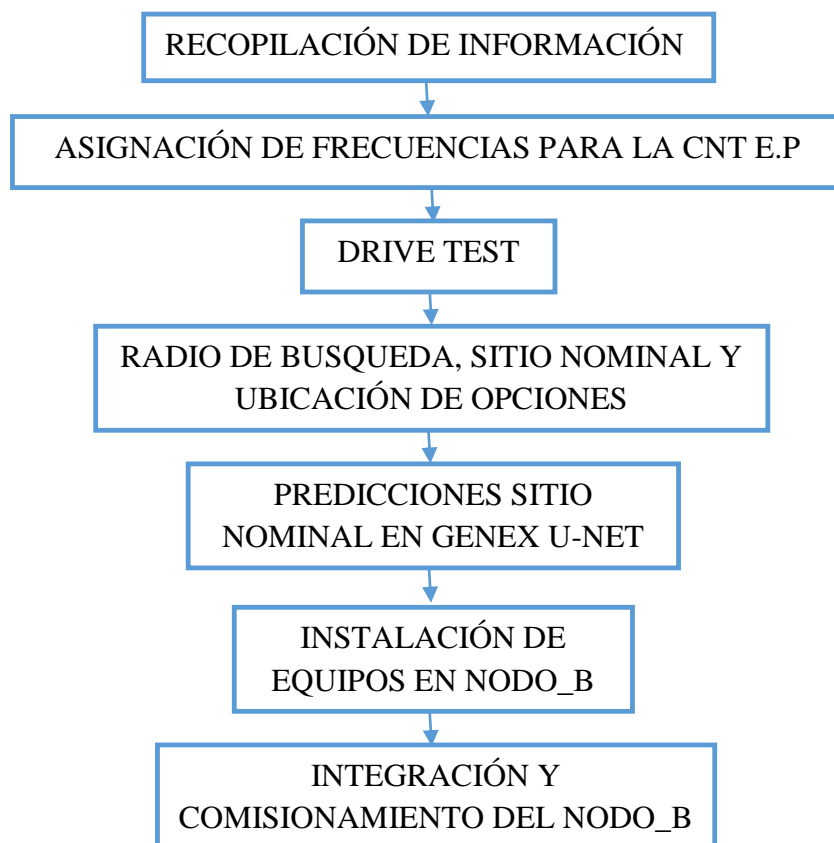 RECOPILACIÓN DE INFORMACIÓN
ASIGNACIÓN DE FRECUENCIAS PARA LA CNT E.P
DRIVE TEST
RADIO DE BUSQUEDA, SITIO NOMINAL Y
UBICACIÓN DE OPCIONES
PREDICCIONES SITIO
NOMINAL EN GENEX U-NET
INSTALACIÓN DE
EQUIPOS EN NODO_B
INTEGRACIÓN Y
COMISIONAMIENTO DEL NODO_B